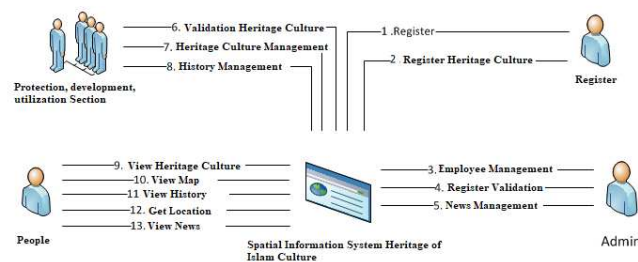 6. Validation Heritage Culture
7. Heritage Culture Management
8. History Management
Protection, development,
utilization Section
1 .Register
2 Register Heritage Culture
Register
9. View Heritage Culture
10. View Map
11 View History
12. Get Location
13. View News
People
Spatial Information System Heritage of
Islam Culture
3. Employee Management
4. Register Validation
5. News Management
Admin